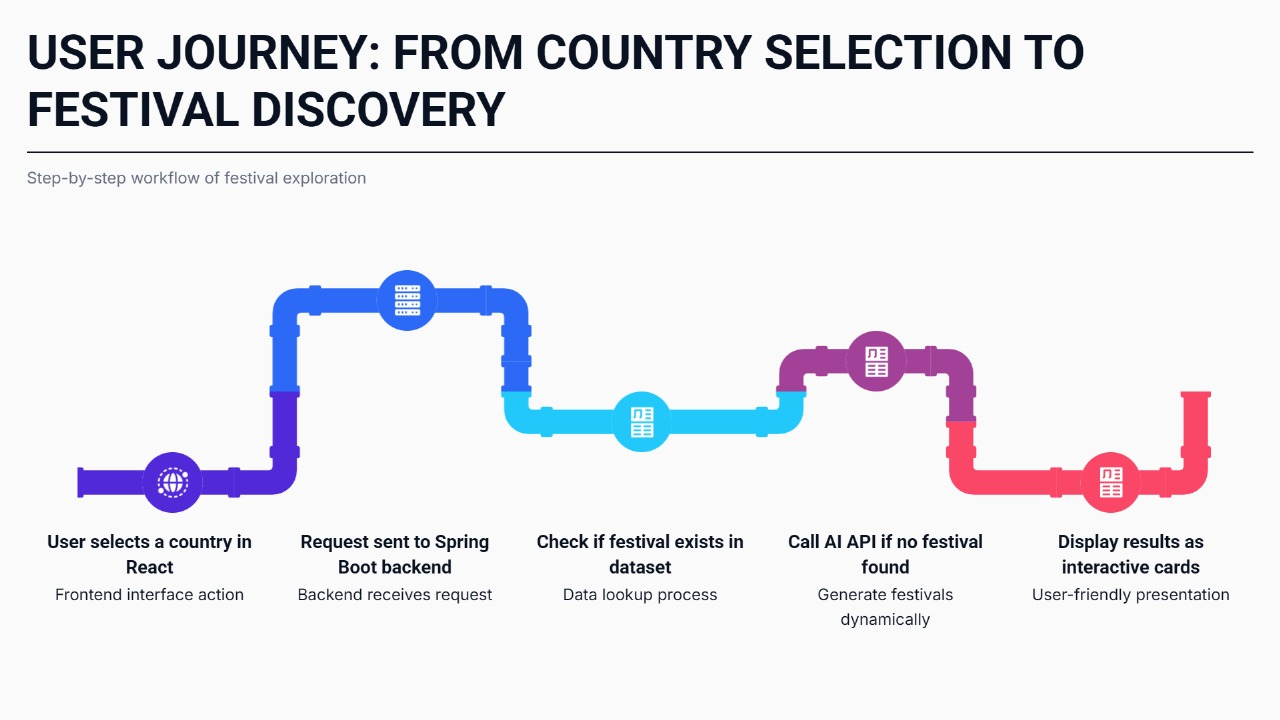 USER JOURNEY: FROM COUNTRY SELECTION TO
FESTIVAL DISCOVERY
Step-by-step workflow of festival exploration
User selects a country in
React
Frontend interface action
Request sent to Spring
Boot backend
Backend receives request
Check if festival exists in
dataset
Data lookup process
Call AI API if no festival
found
Generate festivals
dynamically
Display results as
interactive cards
User-friendly presentation